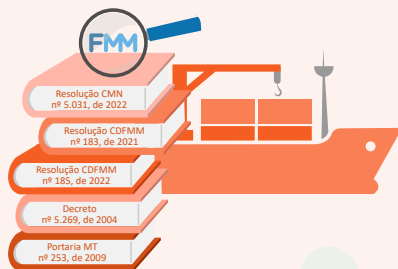 FMM
Resolução CMN
nº 5.031, de 2022
Resolução CDFMM
nº 183, de 2021
Resolução CDFMM
nº 185, de 2022
Decreto
nº 5.269, de 2004
Portaria MT
nº 253, de 2009